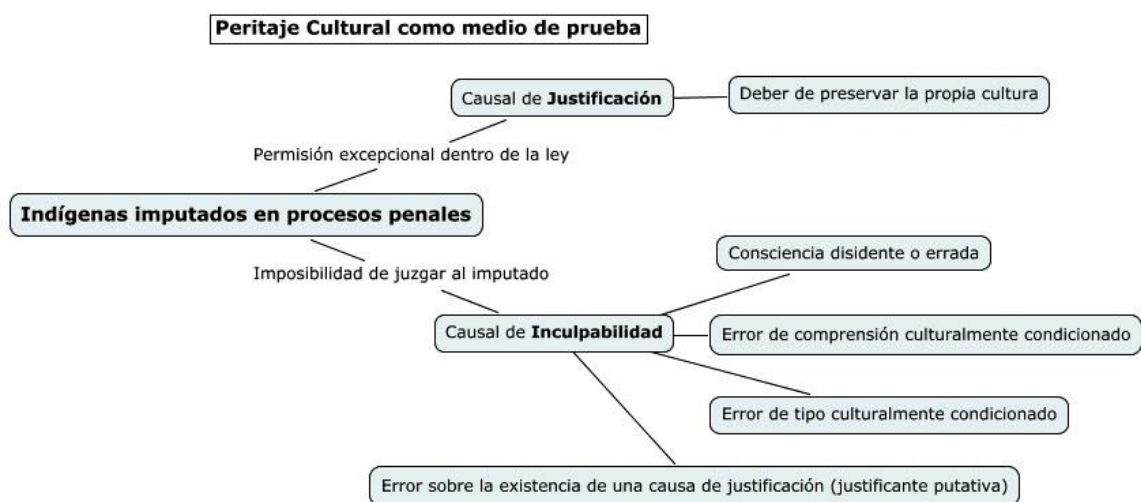 Peritaje Cultural como medio de prueba
Causal de Justificación
Deber de preservar la propia cultura
Permisión excepcional dentro de la ley
Indígenas imputados en procesos penales
Imposibilidad de juzgar al imputado
Consciencia disidente o errada
Causal de Inculpabilidad
Error de comprensión culturalmente condicionado
Error de tipo culturalmente condicionado
Error sobre la existencia de una causa de justificación (justificante putativa)